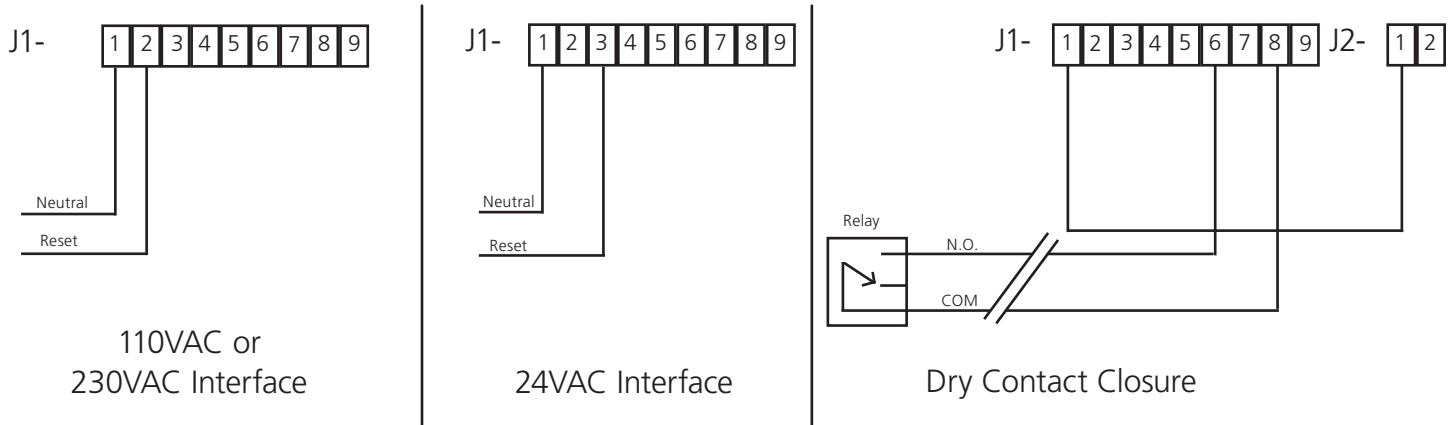 J1- 1 2 3 4 5 6 7 8 9
Neutral
Reset
110VAC or
230VAC Interface
J1- 1 2 3 4 5 6 7 8 9
Neutral
Reset
24VAC Interface
J1- 1 2 3 4 5 6 7 8 9 J2- 1 2
Relay
N.O.
COM
Dry Contact Closure